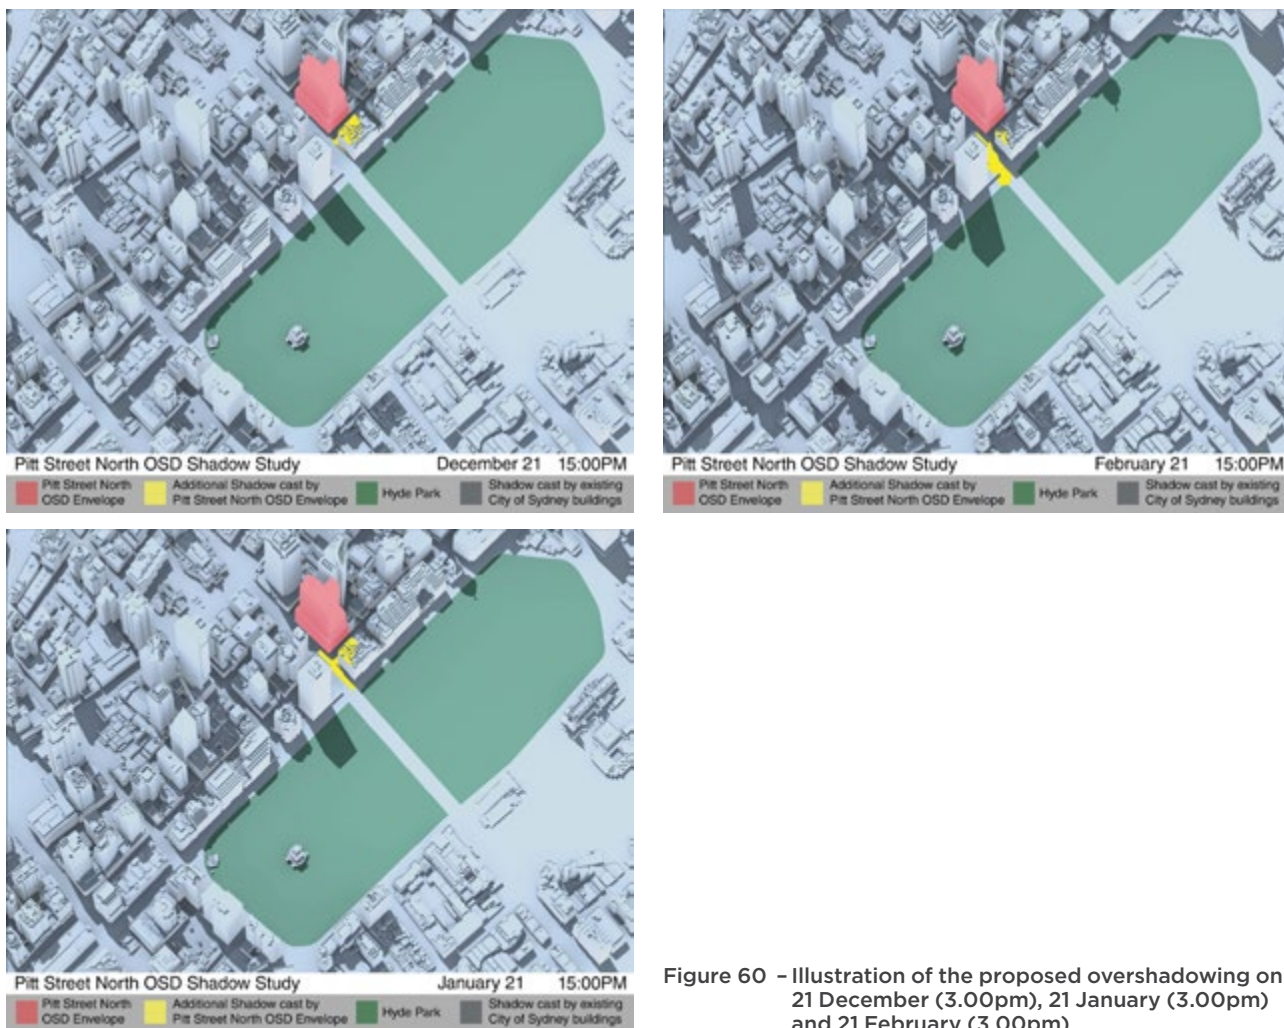 Pitt Street North OSD Shadow Study December 21 15:00PM
Pitt Street North
OSD Envelope
Additional Shadow cast by
Pitt Street North OSD Envelope
Hyde Park
Shadow cast by existing
City of Sydney buildings
Pitt Street North OSD Shadow Study February 21 15:00PM
Pitt Street North
OSD Envelope
Additional Shadow cast by
Pitt Street North OSD Envelope
Hyde Park
Shadow cast by existing
City of Sydney buildings
Pitt Street North OSD Shadow Study January 21 15:00PM
Pitt Street North
OSD Envelope
Additional Shadow cast by
Pitt Street North OSD Envelope
Hyde Park
Shadow cast by existing
City of Sydney buildings
Figure 60 – Illustration of the proposed overshadowing on
21 December (3.00pm), 21 January (3.00pm)
and 21 February (3.00pm)